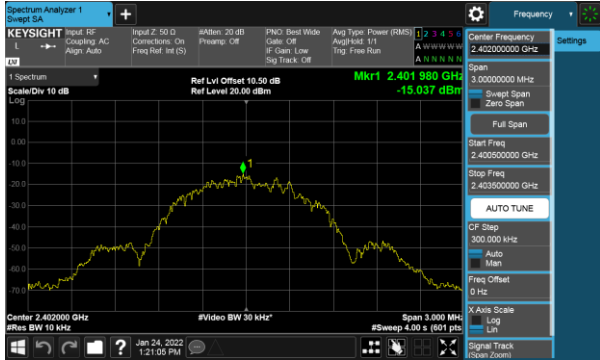 Spectrum Analyzer 1
Swept SA
Frequency
KEYSIGHT
L
Input: RF
Coupling: AC
Align: Auto
Input Z: 50 Ω
Corrections: On
Freq Ref: Int (S)
#Atten: 20 dB
Preamp: Off
PNO: Best Wide
Gate: Off
IF Gain: Low
Sig Track: Off
Avg Type: Power (RMS)
Avg|Hold: 1/1
Trig: Free Run
1 2 3 4 5 6
A W W W W W
A N N N N N
1 Spectrum
Scale/Div 10 dB
Log
Ref Lvl Offset 10.50 dB
Ref Level 20.00 dBm
Mkr1 2.401 980 GHz
-15.037 dBm
10.0
0.00
-10.0
-20.0
-30.0
-40.0
-50.0
-60.0
-70.0
1
Center 2.402000 GHz
#Res BW 10 kHz
#Video BW 30 kHz*
Span 3.000 MHz
#Sweep 4.00 s (601 pts)
Jan 24, 2022
1:21:05 PM
Center Frequency
2.402000000 GHz
Settings
Span
3.00000000 MHz
Swept Span
Zero Span
Full Span
Start Freq
2.400500000 GHz
Stop Freq
2.403500000 GHz
AUTO TUNE
CF Step
300.000 kHz
Auto
Man
Freq Offset
0 Hz
X Axis Scale
Log
Lin
Signal Track
(Span Zoom)